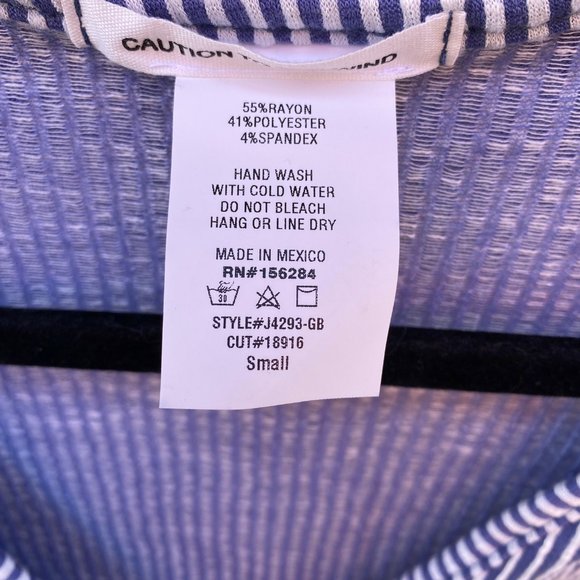 CAUTION WIND
55%RAYON
41%POLYESTER
4%SPANDEX
HAND WASH
WITH COLD WATER
DO NOT BLEACH
HANG OR LINE DRY
MADE IN MEXICO
RN#156284
30
STYLE#J4293-GB
CUT#18916
Small